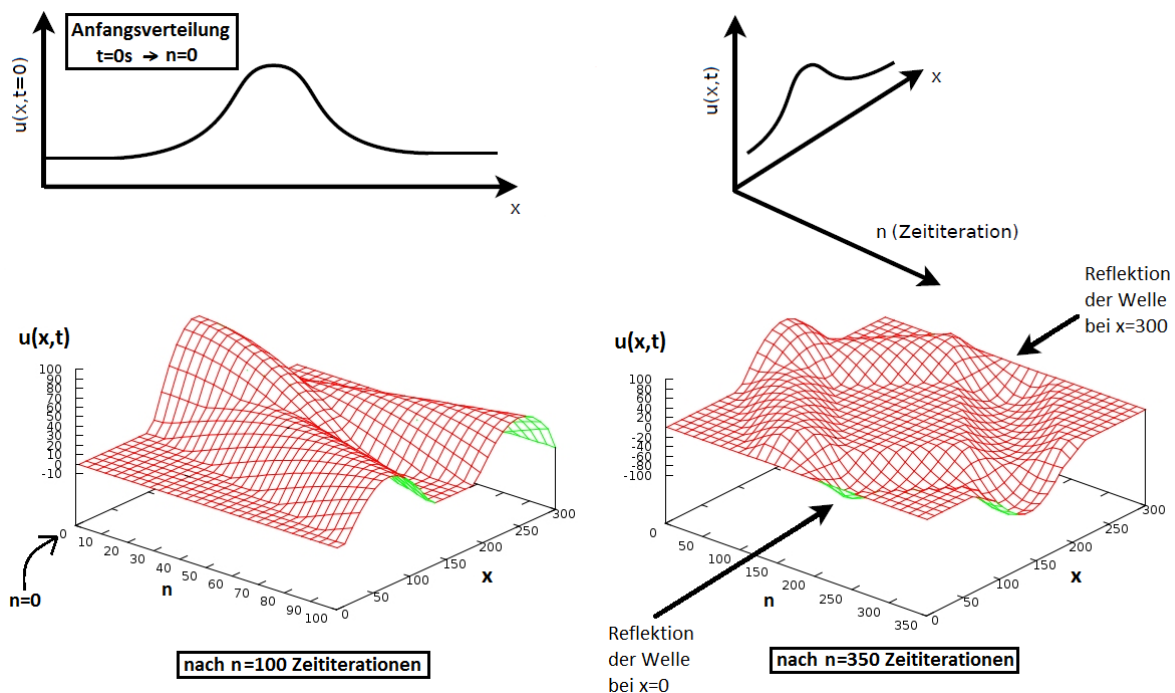 Anfangsverteilung
t=0s → n=0
u(x,t=0)
x
u(x,t)
x
n (Zeititeration)
Reflektion
der Welle
bei x=300
u(x,t)
100
90
80
70
60
50
40
30
20
10
0
-10
0
10
20
30
40
50
60
70
80
90
100
0
50
100
150
200
250
300
n
x
n=0
nach n=100 Zeititerationen
u(x,t)
100
80
60
40
20
0
-20
-40
-60
-80
-100
0
50
100
150
200
250
300
350
0
50
100
150
200
250
300
n
x
Reflektion
der Welle
bei x=0
nach n=350 Zeititerationen